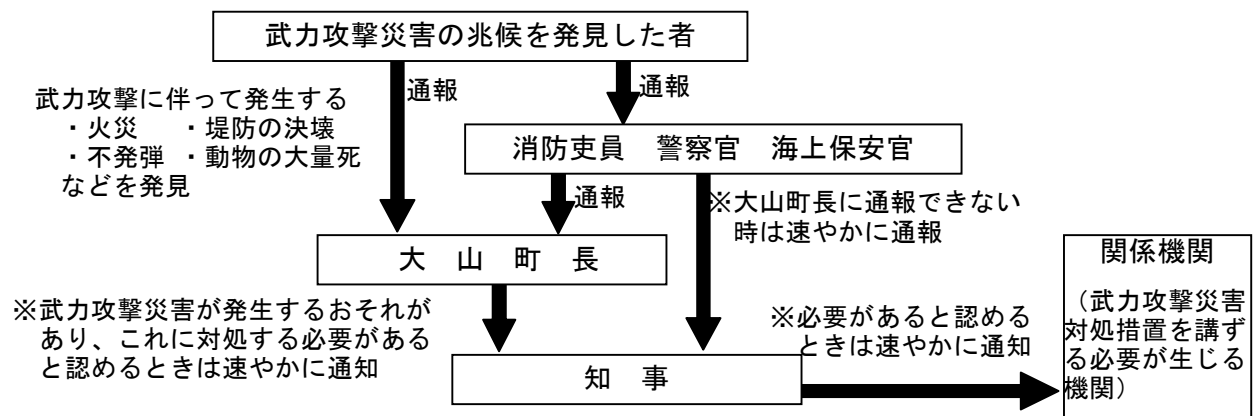 武力攻撃災害の兆候を発見した者
通報
通報
武力攻撃に伴って発生する
・火災　・堤防の決壊
・不発弾　・動物の大量死
などを発見
消防吏員　警察官　海上保安官
通報
※大山町長に通報できない
時は速やかに通報
大　山　町　長
※武力攻撃災害が発生するおそれが
あり、これに対処する必要がある
と認めるときは速やかに通知
※必要があると認める
ときは速やかに通知
知　事
関係機関
（武力攻撃災害
対処措置を講ず
る必要が生じる
機関）